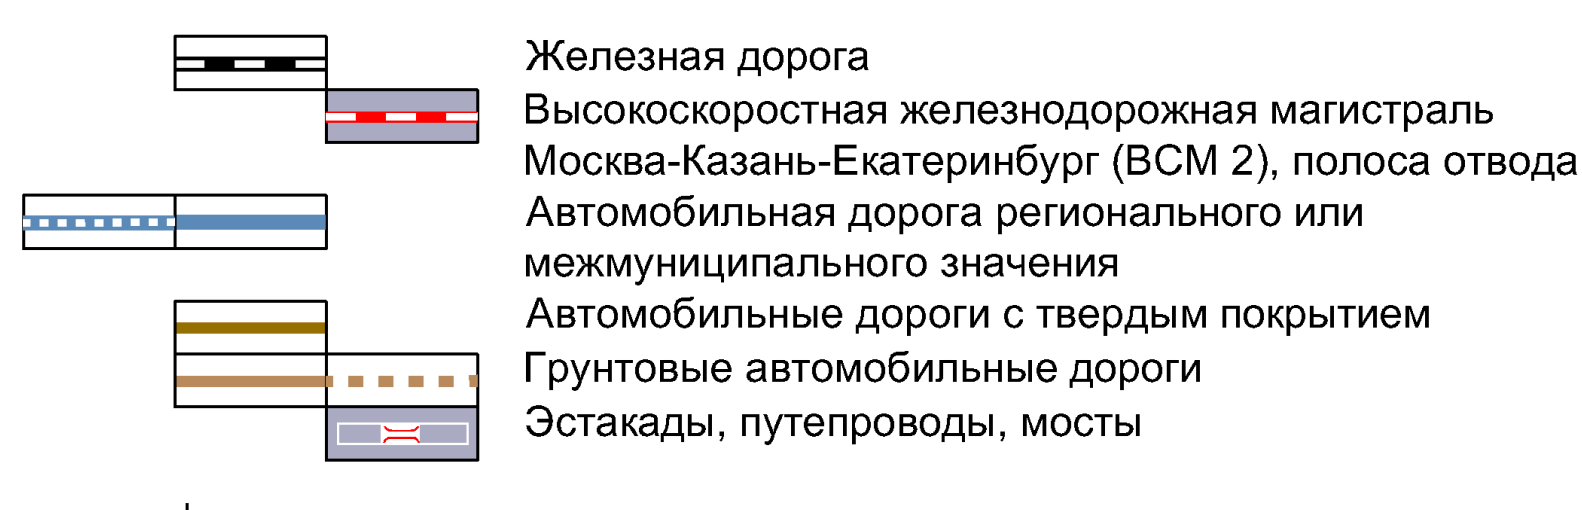 Железная дорога
Высокоскоростная железнодорожная магистраль
Москва-Казань-Екатеринбург (ВСМ 2), полоса отвода
Автомобильная дорога регионального или
межмуниципального значения
Автомобильные дороги с твердым покрытием
Грунтовые автомобильные дороги
Эстакады, путепроводы, мосты